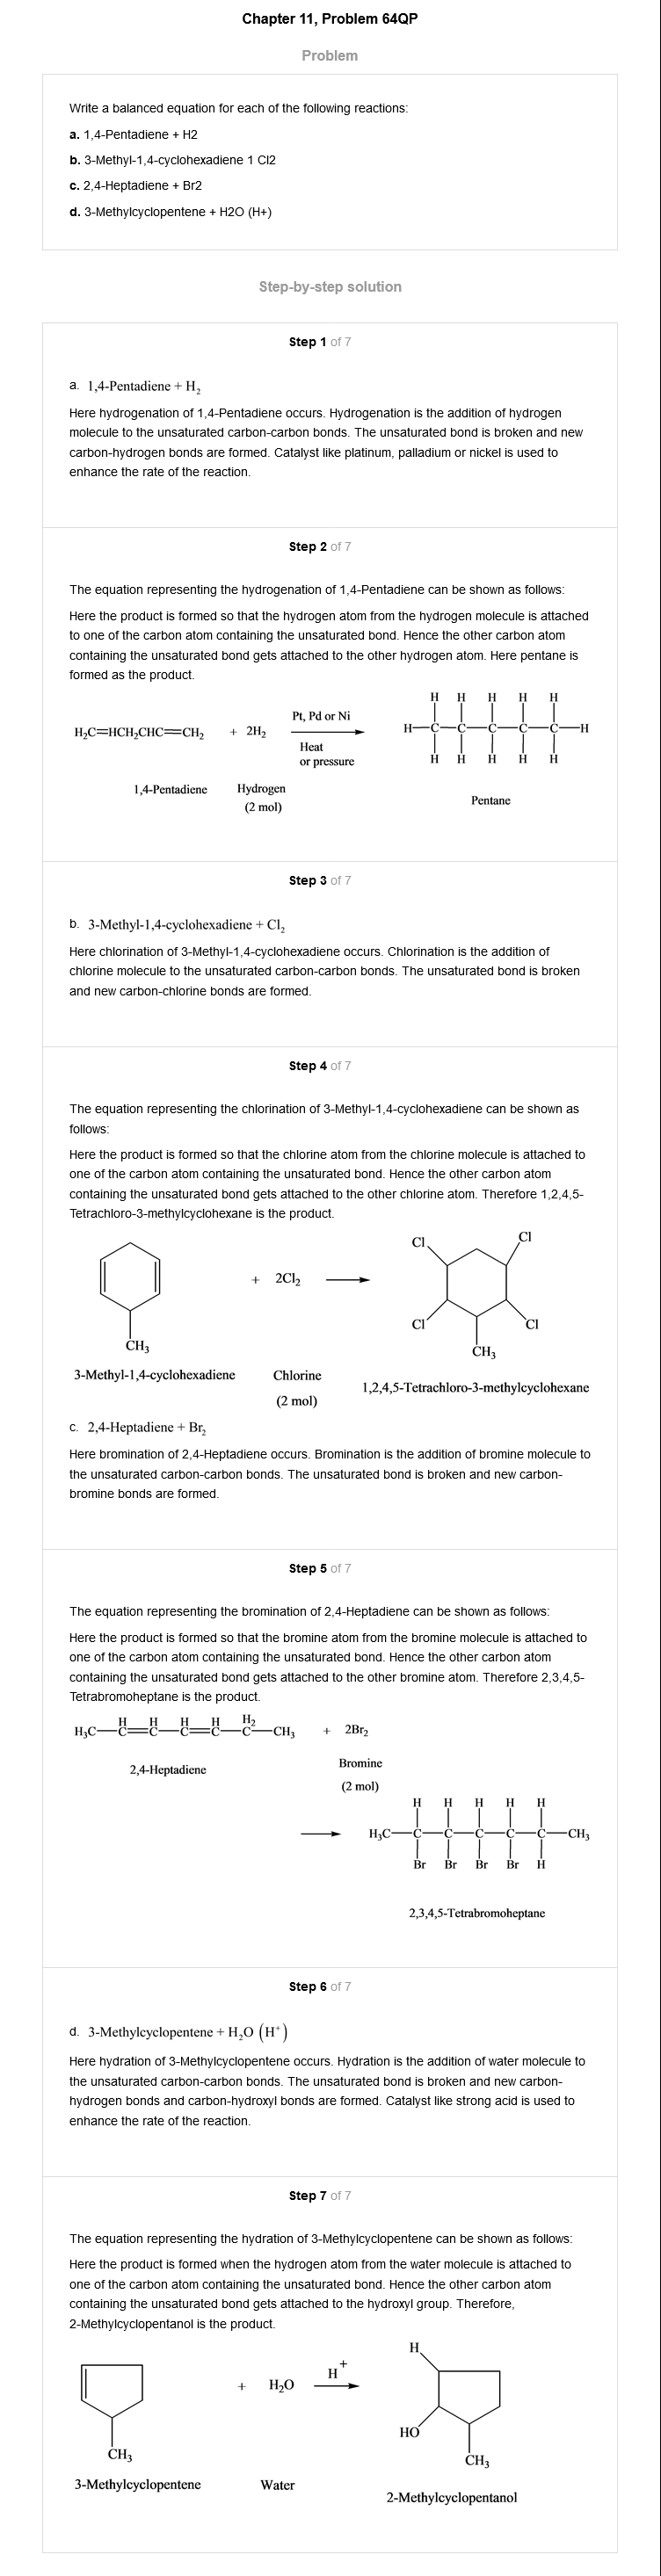 Chapter 11, Problem 64QP
Problem
Write a balanced equation for each of the following reactions:
a. 1,4-Pentadiene + H2
b. 3-Methyl-1,4-cyclohexadiene 1 Cl2
c. 2,4-Heptadiene + Br2
d. 3-Methylcyclopentene + H2O (H+)
Step-by-step solution
Step 1 of 7
a. 1,4-Pentadiene + H₂
Here hydrogenation of 1,4-Pentadiene occurs. Hydrogenation is the addition of hydrogen
molecule to the unsaturated carbon-carbon bonds. The unsaturated bond is broken and new
carbon-hydrogen bonds are formed. Catalyst like platinum, palladium or nickel is used to
enhance the rate of the reaction.
Step 2 of 7
The equation representing the hydrogenation of 1,4-Pentadiene can be shown as follows:
Here the product is formed so that the hydrogen atom from the hydrogen molecule is attached
to one of the carbon atom containing the unsaturated bond. Hence the other carbon atom
containing the unsaturated bond gets attached to the other hydrogen atom. Here pentane is
formed as the product.
H H H H H
Pt, Pd or Ni
H₂C=HCH₂CHC=CH₂ + 2H₂ H—C—C—C—C—C—H
Heat
or pressure
H H H H H
1,4-Pentadiene Hydrogen
(2 mol)
Pentane
Step 3 of 7
b. 3-Methyl-1,4-cyclohexadiene + Cl₂
Here chlorination of 3-Methyl-1,4-cyclohexadiene occurs. Chlorination is the addition of
chlorine molecule to the unsaturated carbon-carbon bonds. The unsaturated bond is broken
and new carbon-chlorine bonds are formed.
Step 4 of 7
The equation representing the chlorination of 3-Methyl-1,4-cyclohexadiene can be shown as
follows:
Here the product is formed so that the chlorine atom from the chlorine molecule is attached to
one of the carbon atom containing the unsaturated bond. Hence the other carbon atom
containing the unsaturated bond gets attached to the other chlorine atom. Therefore 1,2,4,5-
Tetrachloro-3-methylcyclohexane is the product.
Cl Cl
+ 2Cl₂
Cl Cl
CH₃ CH₃
3-Methyl-1,4-cyclohexadiene Chlorine
1,2,4,5-Tetrachloro-3-methylcyclohexane
(2 mol)
c. 2,4-Heptadiene + Br₂
Here bromination of 2,4-Heptadiene occurs. Bromination is the addition of bromine molecule to
the unsaturated carbon-carbon bonds. The unsaturated bond is broken and new carbon-
bromine bonds are formed.
Step 5 of 7
The equation representing the bromination of 2,4-Heptadiene can be shown as follows:
Here the product is formed so that the bromine atom from the bromine molecule is attached to
one of the carbon atom containing the unsaturated bond. Hence the other carbon atom
containing the unsaturated bond gets attached to the other bromine atom. Therefore 2,3,4,5-
Tetrabromoheptane is the product.
H H H H H₂
H₃C—C=C—C=C—C—CH₃ + 2Br₂
Bromine
2,4-Heptadiene
(2 mol)
H H H H H
H₃C—C—C—C—C—C—CH₃
Br Br Br Br H
2,3,4,5-Tetrabromoheptane
Step 6 of 7
d. 3-Methylcyclopentene + H₂O (H⁺)
Here hydration of 3-Methylcyclopentene occurs. Hydration is the addition of water molecule to
the unsaturated carbon-carbon bonds. The unsaturated bond is broken and new carbon-
hydrogen bonds and carbon-hydroxyl bonds are formed. Catalyst like strong acid is used to
enhance the rate of the reaction.
Step 7 of 7
The equation representing the hydration of 3-Methylcyclopentene can be shown as follows:
Here the product is formed when the hydrogen atom from the water molecule is attached to
one of the carbon atom containing the unsaturated bond. Hence the other carbon atom
containing the unsaturated bond gets attached to the hydroxyl group. Therefore,
2-Methylcyclopentanol is the product.
H
H⁺
+ H₂O
HO
CH₃ CH₃
3-Methylcyclopentene Water
2-Methylcyclopentanol